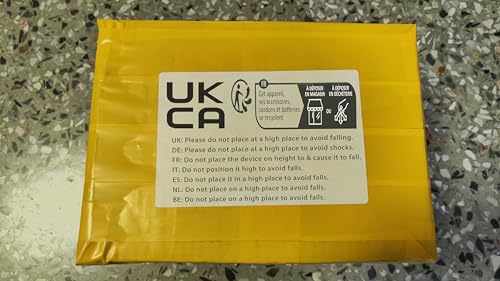 UK
CA
FR
Cet appareil,
ses accessoires,
cordons et batteries
se recyclent
À DÉPOSER
EN MAGASIN
OU
À DÉPOSER
EN DÉCHÈTERIE
UK: Please do not place at a high place to avoid falling.
DE: Please do not place at a high place to avoid shocks.
FR: Do not place the device on height to & cause it to fall.
IT: Do not position it high to avoid falls.
ES: Do not place it in a high place to avoid falls.
NL: Do not place on a high place to avoid falls.
BE: Do not place on a high place to avoid falls.